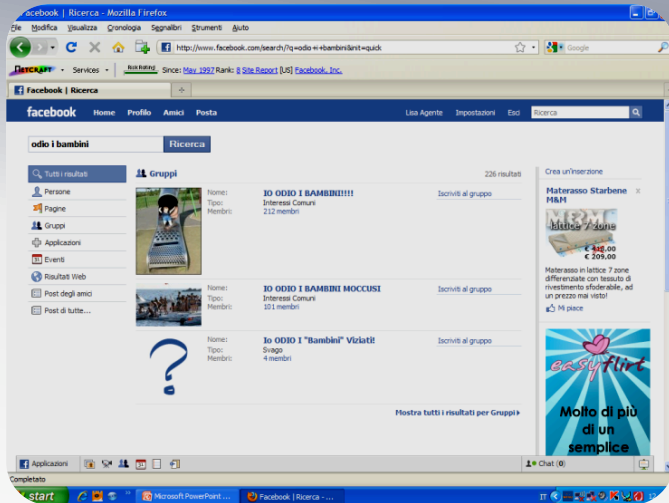 Facebook | Ricerca - Mozilla Firefox
File Modifica Visualizza Cronologia Segnalibri Strumenti Aiuto
http://www.facebook.com/search/?q=odio+i+bambini&init=quick
Google
NETCRAFT Services Risk Rating Since: May 1997 Rank: 8 Site Report [US] Facebook, Inc.
Facebook | Ricerca
facebook Home Profilo Amici Posta Lisa Agente Impostazioni Esci Ricerca
odio i bambini Ricerca
Tutti i risultati
Persone
Pagine
Gruppi
Applicazioni
Eventi
Risultati Web
Post degli amici
Post di tutte...
Gruppi 226 risultati
Nome: IO ODIO I BAMBINI!!!! Iscriviti al gruppo
Tipo: Interessi Comuni
Membri: 212 membri
Nome: IO ODIO I BAMBINI MOCCUSI Iscriviti al gruppo
Tipo: Interessi Comuni
Membri: 101 membri
Nome: Io ODIO I "Bambini" Viziati! Iscriviti al gruppo
Tipo: Svago
Membri: 4 membri
?
Mostra tutti i risultati per Gruppi
Crea un'inserzione
Materasso Starbene x
M&M
M&M
lattice 7 zone
€ 209,00
Materasso in lattice 7 zone
differenziate con tessuto di
rivestimento sfoderabile, ad
un prezzo mai visto!
Mi piace
easyflirt
Molto di più
di un
semplice
Applicazioni Chat (0)
Completato
start Microsoft PowerPoint ... Facebook | Ricerca - ... IT